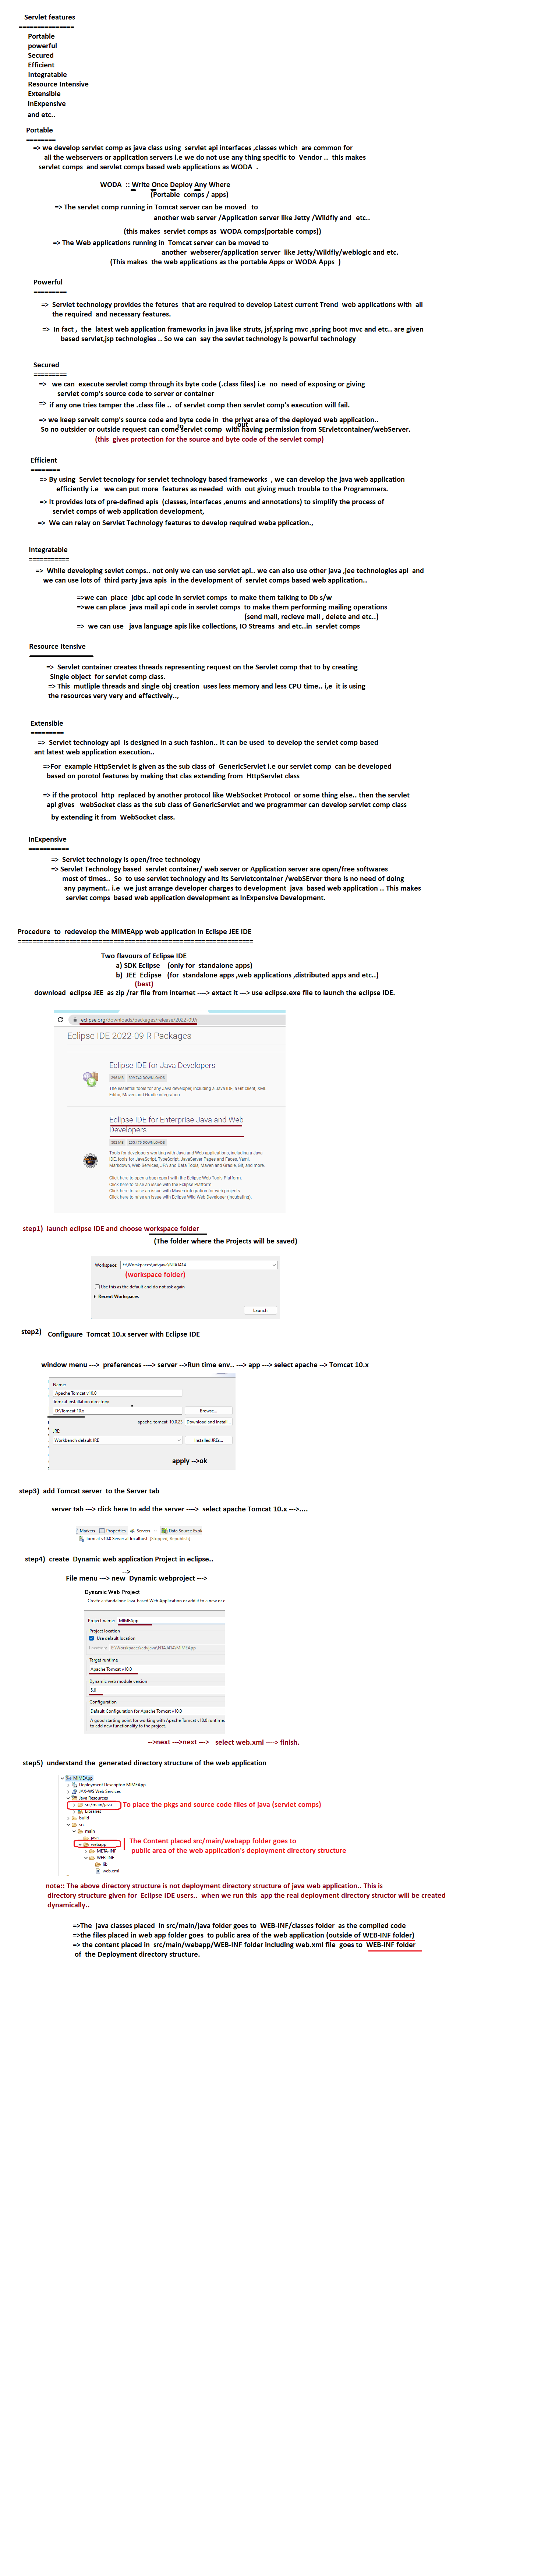 Servlet features
===============
Portable
powerful
Secured
Efficient
Integratable
Resource Intensive
Extensible
InExpensive
and etc..
Portable
========
=> we develop servlet comp as java class using servlet api interfaces ,classes which are common for
all the webservers or application servers i.e we do not use any thing specific to Vendor .. this makes
servlet comps and servlet comps based web applications as WODA .
WODA :: Write Once Deploy Any Where
(Portable comps / apps)
=> The servlet comp running in Tomcat server can be moved to
another web server /Application server like Jetty /Wildfly and etc..
(this makes servlet comps as WODA comps(portable comps))
=> The Web applications running in Tomcat server can be moved to
another webserer/application server like Jetty/Wildfly/weblogic and etc.
(This makes the web applications as the portable Apps or WODA Apps )
Powerful
=========
=> Servlet technology provides the fetures that are required to develop Latest current Trend web applications with all
the required and necessary features.
=> In fact , the latest web application frameworks in java like struts, jsf,spring mvc ,spring boot mvc and etc.. are given
based servlet,jsp technologies .. So we can say the sevlet technology is powerful technology
Secured
=========
=> we can execute servlet comp through its byte code (.class files) i.e no need of exposing or giving
servlet comp's source code to server or container
=> if any one tries tamper the .class file .. of servlet comp then servlet comp's execution will fail.
=> we keep servelt comp's source code and byte code in the privat area of the deployed web application..
So no outsider or outside request can come to servlet comp with out having permission from SErvletcontainer/webServer.
(this gives protection for the source and byte code of the servlet comp)
Efficient
========
=> By using Servlet tecnology for servlet technology based frameworks , we can develop the java web application
efficiently i.e we can put more features as needed with out giving much trouble to the Programmers.
=> It provides lots of pre-defined apis (classes, interfaces ,enums and annotations) to simplify the process of
servlet comps of web application development,
=> We can relay on Servlet Technology features to develop required weba pplication.,
Integratable
===========
=> While developing sevlet comps.. not only we can use servlet api.. we can also use other java ,jee technologies api and
we can use lots of third party java apis in the development of servlet comps based web application..
=>we can place jdbc api code in servlet comps to make them talking to Db s/w
=>we can place java mail api code in servlet comps to make them performing mailing operations
(send mail, recieve mail , delete and etc..)
=> we can use java language apis like collections, IO Streams and etc..in servlet comps
Resource Itensive
=> Servlet container creates threads representing request on the Servlet comp that to by creating
Single object for servlet comp class.
=> This mutliple threads and single obj creation uses less memory and less CPU time.. i,e it is using
the resources very very and effectively..,
Extensible
=========
=> Servlet technology api is designed in a such fashion.. It can be used to develop the servlet comp based
ant latest web application execution..
=>For example HttpServlet is given as the sub class of GenericServlet i.e our servlet comp can be developed
based on porotol features by making that clas extending from HttpServlet class
=> if the protocol http replaced by another protocol like WebSocket Protocol or some thing else.. then the servlet
api gives webSocket class as the sub class of GenericServlet and we programmer can develop servlet comp class
by extending it from WebSocket class.
InExpensive
===========
=> Servlet technology is open/free technology
=> Servlet Technology based servlet container/ web server or Application server are open/free softwares
most of times.. So to use servlet technology and its Servletcontainer /webSErver there is no need of doing
any payment.. i.e we just arrange developer charges to development java based web application .. This makes
servlet comps based web application development as InExpensive Development.
Procedure to redevelop the MIMEApp web application in Eclispe JEE IDE
================================================================
Two flavours of Eclipse IDE
a) SDK Eclipse (only for standalone apps)
b) JEE Eclipse (for standalone apps ,web applications ,distributed apps and etc..)
(best)
download eclipse JEE as zip /rar file from internet ----> extact it ---> use eclipse.exe file to launch the eclipse IDE.
eclipse.org/downloads/packages/release/2022-09/r
Eclipse IDE 2022-09 R Packages
Eclipse IDE for Java Developers
The essential tools for any Java developer, including a Java IDE, a Git client, XML
Editor, Maven and Gradle integration
Eclipse IDE for Enterprise Java and Web
Developers
Tools for developers working with Java and Web applications, including a Java
IDE, tools for JavaScript, TypeScript, JavaServer Pages and Faces, Yaml,
Markdown, Web Services, JPA and Data Tools, Maven and Gradle, Git, and more.
Click here to open a bug report with the Eclipse Web Tools Platform.
Click here to raise an issue with the Eclipse Platform.
Click here to raise an issue with Maven integration for web projects.
Click here to raise an issue with Eclipse Wild Web Developer (incubating).
step1) launch eclipse IDE and choose workspace folder
(The folder where the Projects will be saved)
Workspace: E:\Worskpaces\advjava\NTAJ414
(workspace folder)
Use this as the default and do not ask again
Recent Workspaces
Launch
step2) Configuure Tomcat 10.x server with Eclipse IDE
window menu ---> preferences ----> server -->Run time env.. ---> app ---> select apache --> Tomcat 10.x
Name:
Apache Tomcat v10.0
Tomcat installation directory:
D:\Tomcat 10.x Browse...
apache-tomcat-10.0.23 Download and Install...
JRE:
Workbench default JRE Installed JREs...
apply -->ok
step3) add Tomcat server to the Server tab
server tab ---> click here to add the server ----> select apache Tomcat 10.x --->....
Markers Properties Servers Data Source Expl
Tomcat v10.0 Server at localhost [Stopped, Republish]
step4) create Dynamic web application Project in eclipse..
-->
File menu ---> new Dynamic webproject --->
Dynamic Web Project
Create a standalone Java-based Web Application or add it to a new or e
Project name: MIMEApp
Project location
Use default location
Location: E:\Worskpaces\advjava\NTAJ414\MIMEApp
Target runtime
Apache Tomcat v10.0
Dynamic web module version
5.0
Configuration
Default Configuration for Apache Tomcat v10.0
A good starting point for working with Apache Tomcat v10.0 runtime.
to add new functionality to the project.
-->next --->next ---> select web.xml ----> finish.
step5) understand the generated directory structure of the web application
MIMEApp
Deployment Descriptor: MIMEApp
JAX-WS Web Services
Java Resources
src/main/java To place the pkgs and source code files of java (servlet comps)
Libraries
build
src
main
java
webapp The Content placed src/main/webapp folder goes to
META-INF public area of the web application's deployment directory structure
WEB-INF
lib
web.xml
note:: The above directory structure is not deployment directory structure of java web application.. This is
directory structure given for Eclipse IDE users.. when we run this app the real deployment directory structor will be created
dynamically..
=>The java classes placed in src/main/java folder goes to WEB-INF/classes folder as the compiled code
=>the files placed in web app folder goes to public area of the web application (outside of WEB-INF folder)
=> the content placed in src/main/webapp/WEB-INF folder including web.xml file goes to WEB-INF folder
of the Deployment directory structure.